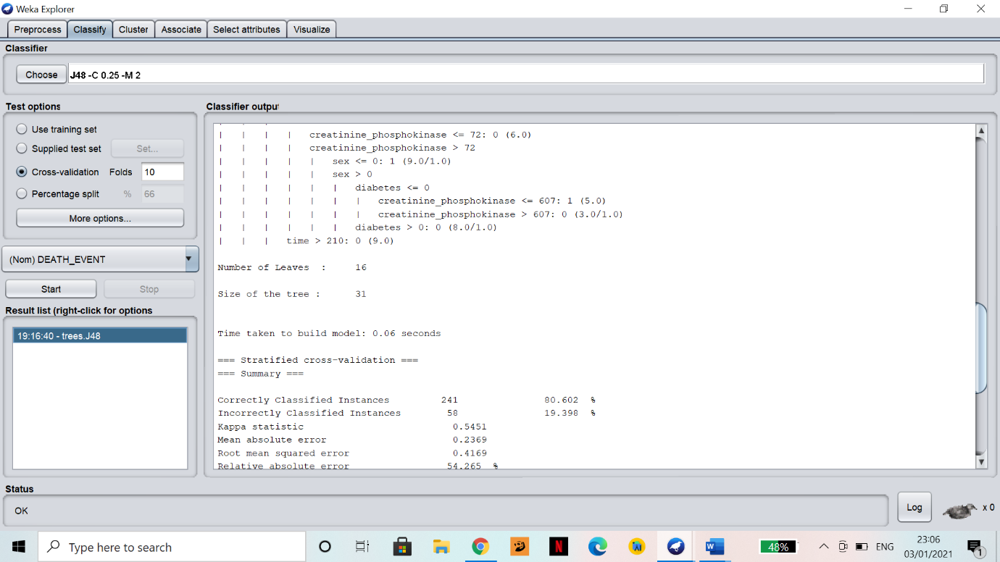 Weka Explorer
Preprocess Classify Cluster Associate Select attributes Visualize
Classifier
Choose J48 -C 0.25 -M 2
Test options
Use training set
Supplied test set Set...
Cross-validation Folds 10
Percentage split % 66
More options...
(Nom) DEATH_EVENT
Start Stop
Result list (right-click for options
19:16:40 - trees.J48
Classifier output
| | | | creatinine_phosphokinase <= 72: 0 (6.0)
| | | | creatinine_phosphokinase > 72
| | | | | sex <= 0: 1 (9.0/1.0)
| | | | | sex > 0
| | | | | | diabetes <= 0
| | | | | | | creatinine_phosphokinase <= 607: 1 (5.0)
| | | | | | | creatinine_phosphokinase > 607: 0 (3.0/1.0)
| | | | | | diabetes > 0: 0 (8.0/1.0)
| | | time > 210: 0 (9.0)
Number of Leaves : 16
Size of the tree : 31
Time taken to build model: 0.06 seconds
=== Stratified cross-validation ===
=== Summary ===
Correctly Classified Instances 241 80.602 %
Incorrectly Classified Instances 58 19.398 %
Kappa statistic 0.5451
Mean absolute error 0.2369
Root mean squared error 0.4169
Relative absolute error 54.265 %
Status
OK
Log x 0
Type here to search
N
W
48%
ENG
23:06
03/01/2021
1